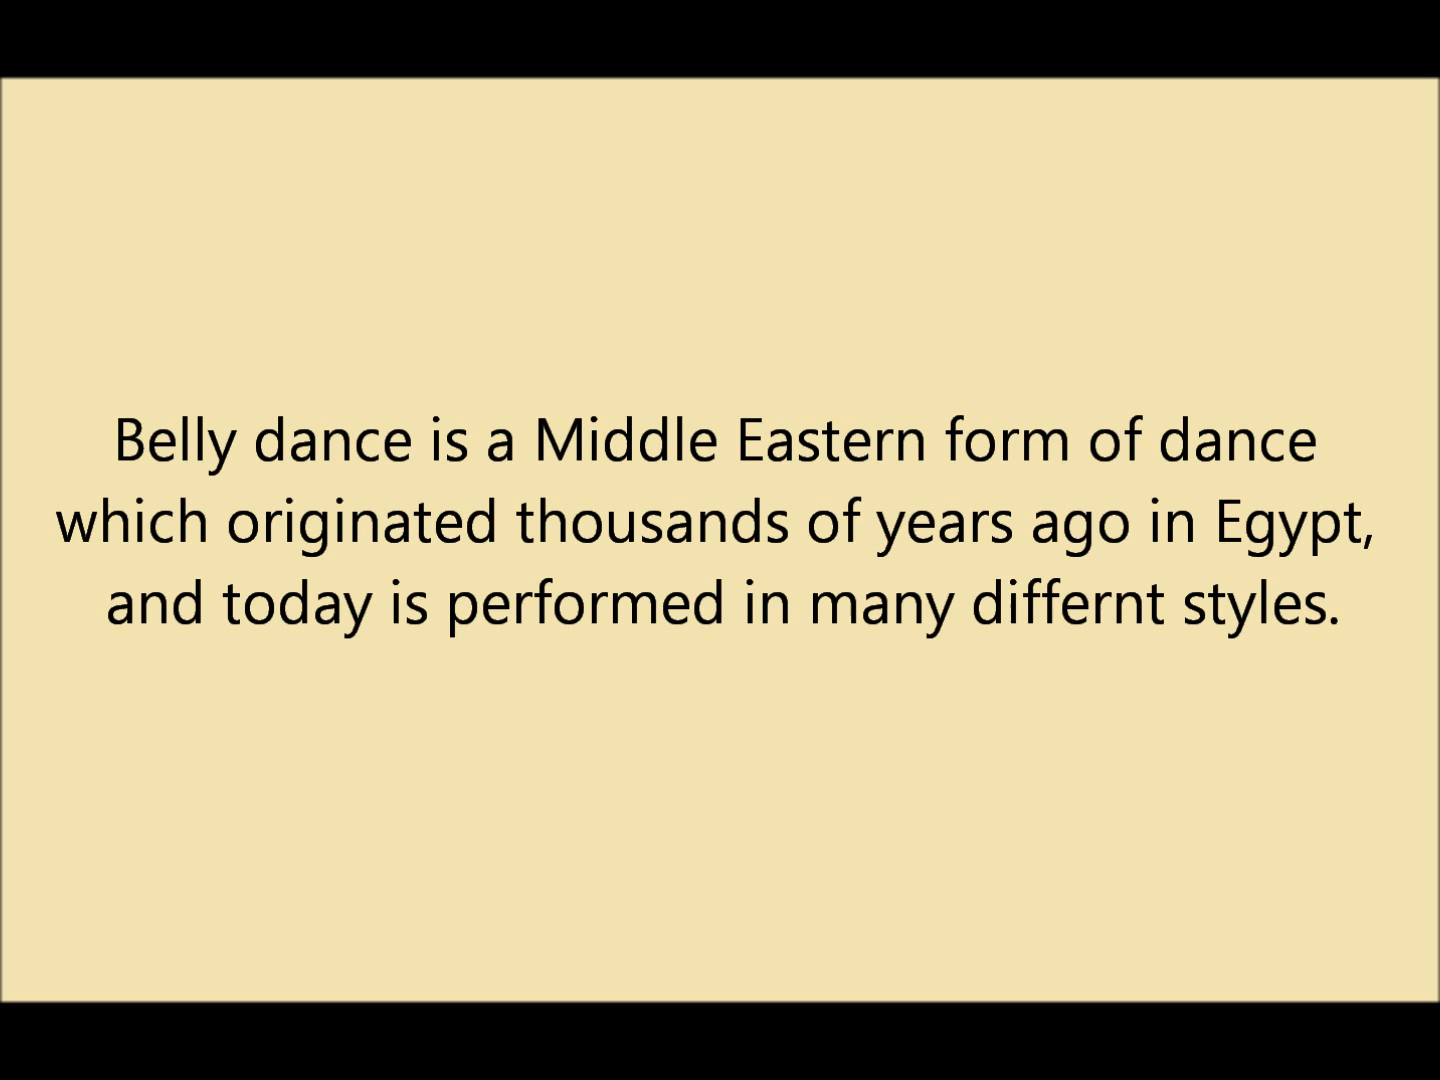 Belly dance is a Middle Eastern form of dance
which originated thousands of years ago in Egypt,
and today is performed in many differnt styles.